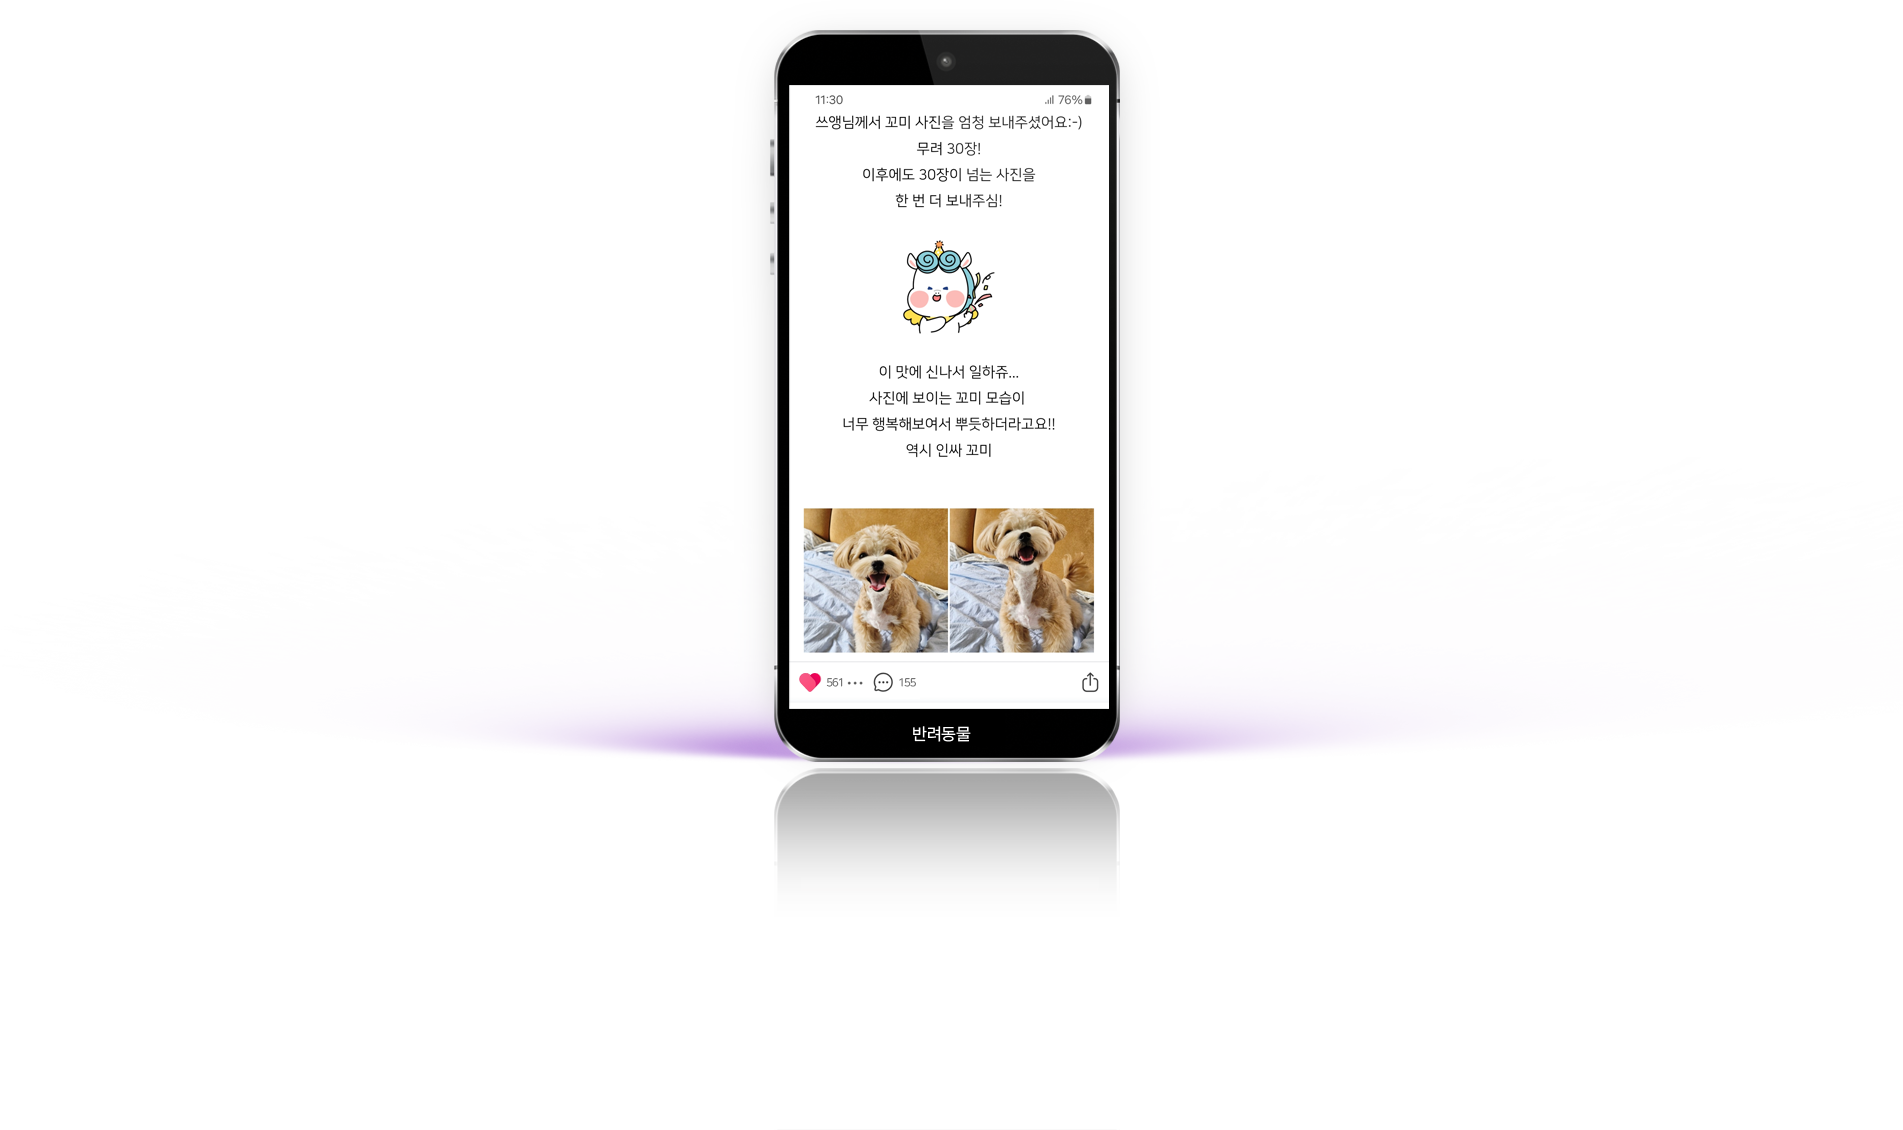 11:30
76%
쓰앵님께서 꼬미 사진을 엄청 보내주셨어요:-)
무려 30장!
이후에도 30장이 넘는 사진을
한 번 더 보내주심!
이 맛에 신나서 일하쥬...
사진에 보이는 꼬미 모습이
너무 행복해보여서 뿌듯하더라고요!!
역시 인싸 꼬미
561 155
반려동물